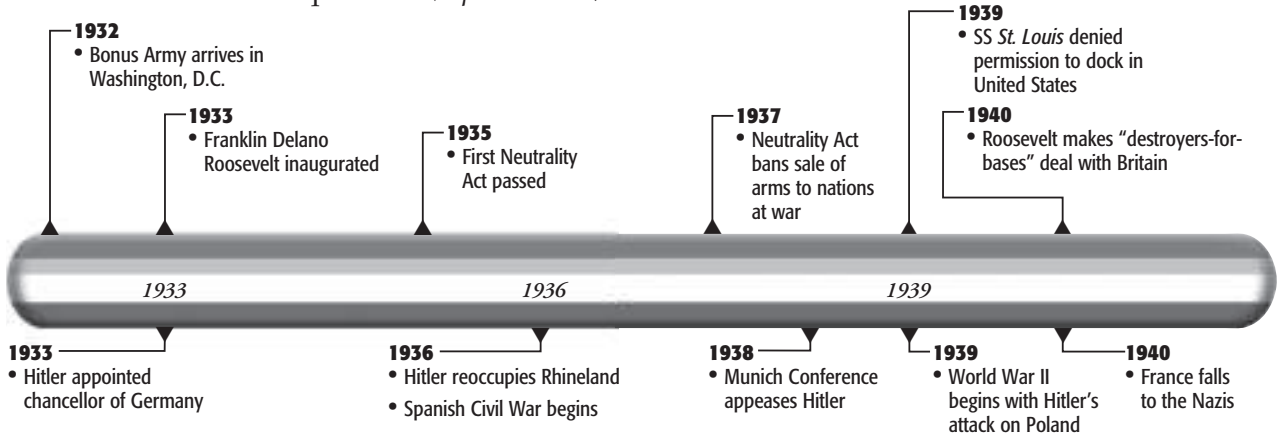 1932
• Bonus Army arrives in
Washington, D.C.
1933
• Franklin Delano
Roosevelt inaugurated
1935
• First Neutrality
Act passed
1937
• Neutrality Act
bans sale of
arms to nations
at war
1939
• SS St. Louis denied
permission to dock in
United States
1940
• Roosevelt makes "destroyers-for-
bases" deal with Britain
1933 1936 1939
1933
• Hitler appointed
chancellor of Germany
1936
• Hitler reoccupies Rhineland
• Spanish Civil War begins
1938
• Munich Conference
appeases Hitler
1939
• World War II
begins with Hitler's
attack on Poland
1940
• France falls
to the Nazis